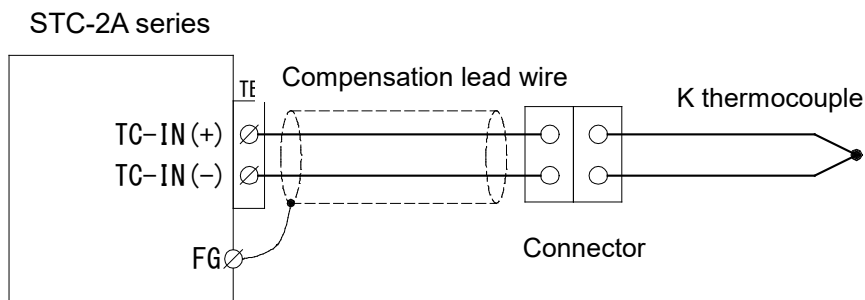 STC-2A series
TE
Compensation lead wire
K thermocouple
TC-IN(+)
TC-IN(-)
Connector
FG